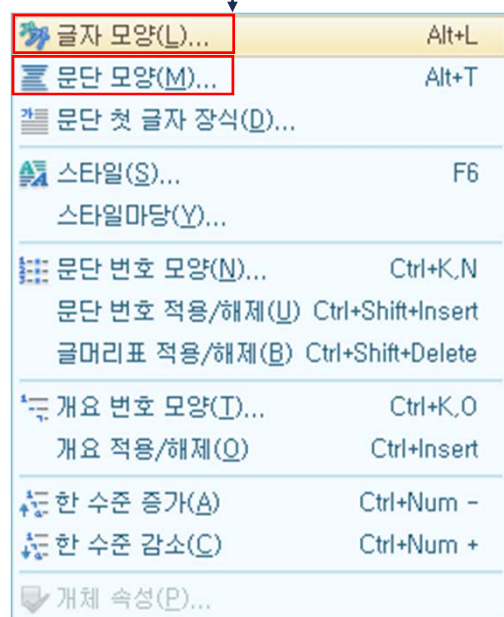 글자 모양(L)... Alt+L
문단 모양(M)... Alt+T
문단 첫 글자 장식(D)...
스타일(S)... F6
스타일마당(Y)...
문단 번호 모양(N)... Ctrl+K,N
문단 번호 적용/해제(U) Ctrl+Shift+Insert
글머리표 적용/해제(B) Ctrl+Shift+Delete
개요 번호 모양(T)... Ctrl+K,O
개요 적용/해제(O) Ctrl+Insert
한 수준 증가(A) Ctrl+Num -
한 수준 감소(C) Ctrl+Num +
개체 속성(P)...